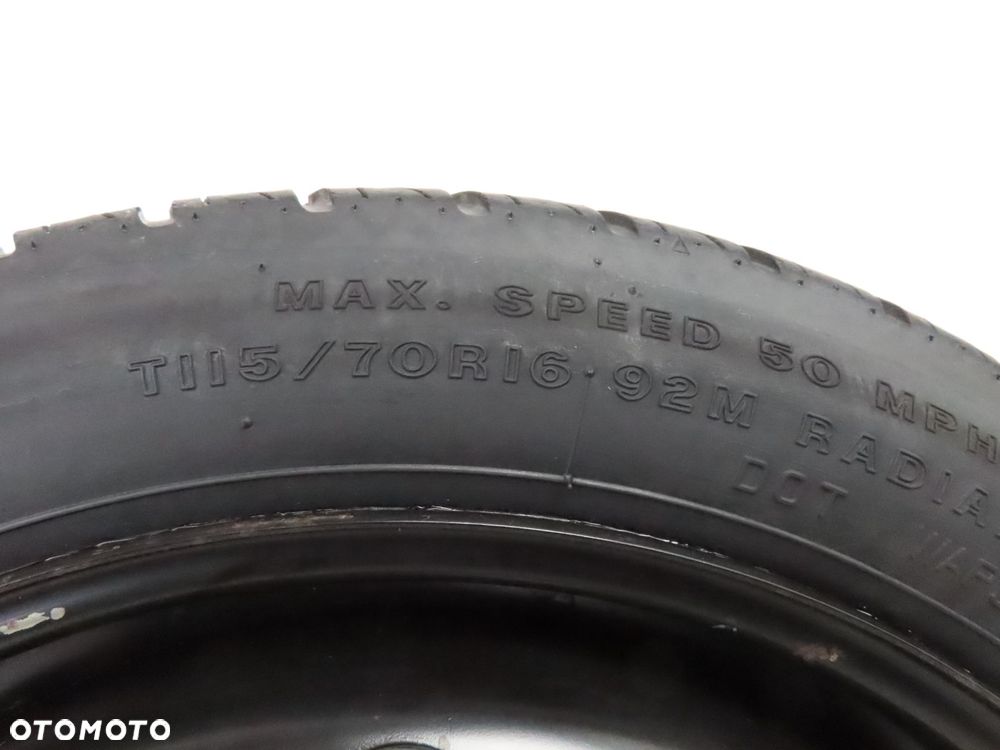 MAX. SPEED 50 MPH
T115/70R16 92M RADIA
DOT
OTOMOTO